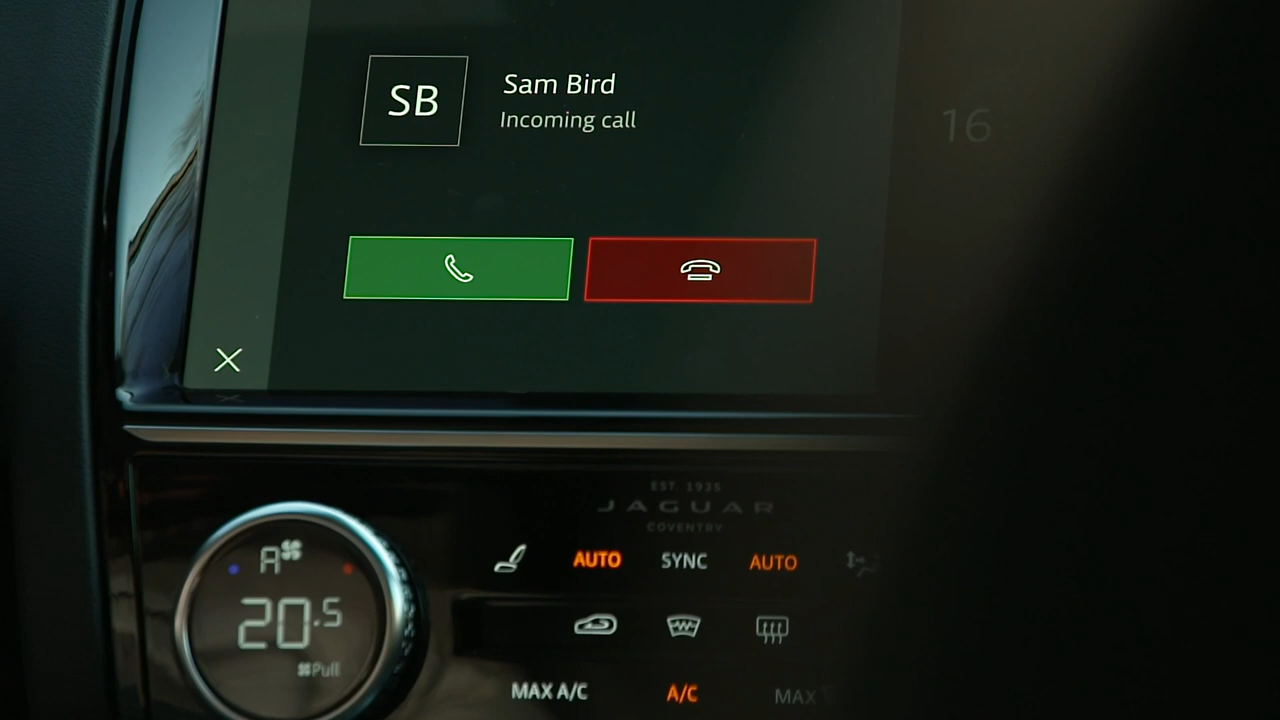 SB
Sam Bird
Incoming call
16
EST. 1935
JAGUAR
COVENTRY
A
AUTO
SYNC
AUTO
20.5
Pull
MAX A/C
A/C
MAX